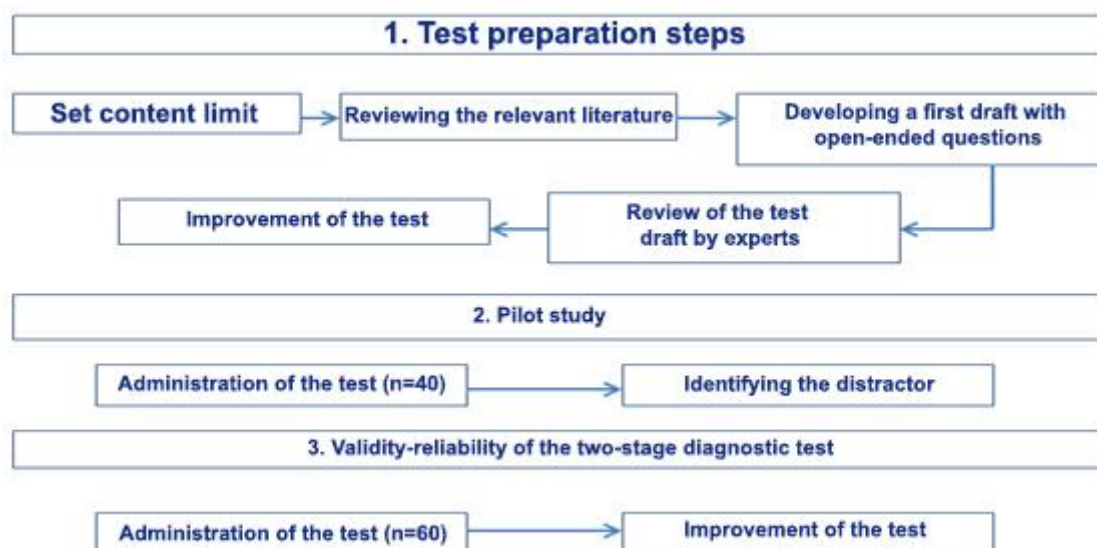 1. Test preparation steps
Set content limit
Reviewing the relevant literature
Developing a first draft with
open-ended questions
Improvement of the test
Review of the test
draft by experts
2. Pilot study
Administration of the test (n=40)
Identifying the distractor
3. Validity-reliability of the two-stage diagnostic test
Administration of the test (n=60)
Improvement of the test